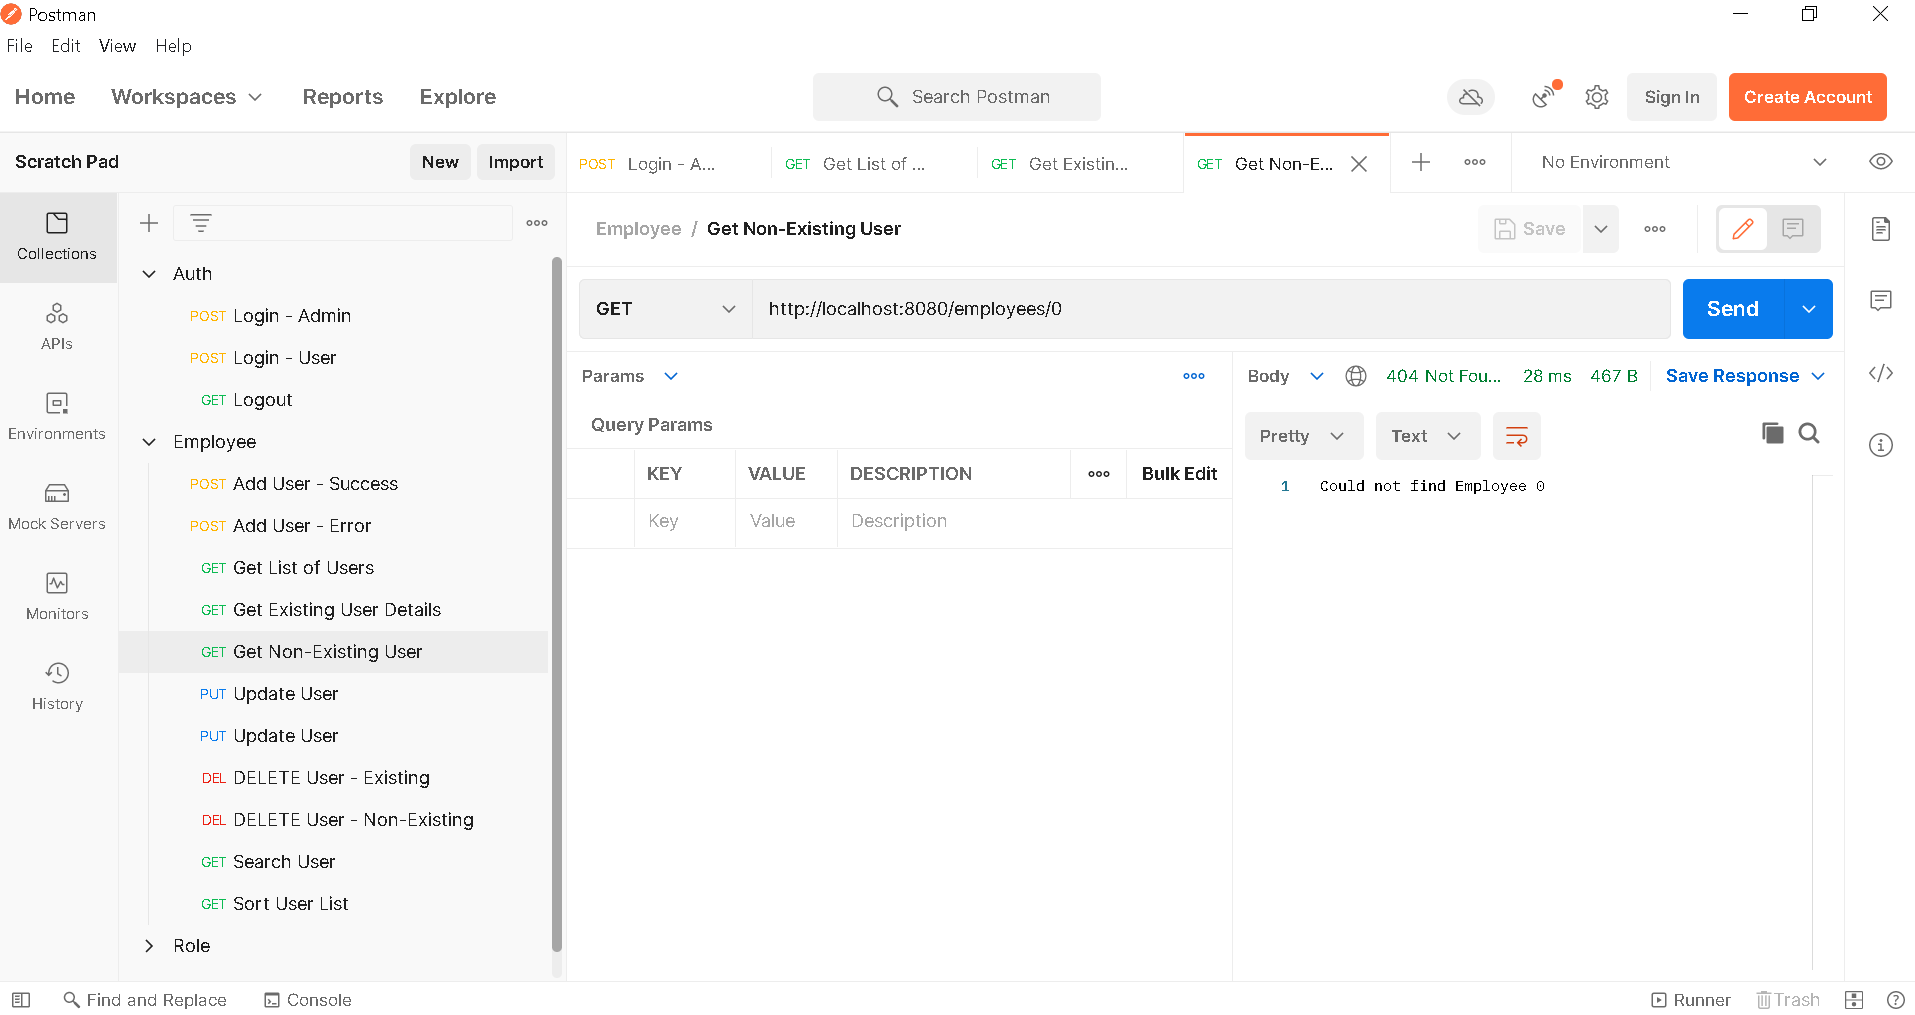 Postman
File Edit View Help
Home Workspaces Reports Explore Search Postman Sign In Create Account
Scratch Pad New Import
POST Login - A... GET Get List of ... GET Get Existin... GET Get Non-E... No Environment
Collections
APIs
Environments
Mock Servers
Monitors
History
Auth
POST Login - Admin
POST Login - User
GET Logout
Employee
POST Add User - Success
POST Add User - Error
GET Get List of Users
GET Get Existing User Details
GET Get Non-Existing User
PUT Update User
PUT Update User
DEL DELETE User - Existing
DEL DELETE User - Non-Existing
GET Search User
GET Sort User List
Role
Employee / Get Non-Existing User Save
GET http://localhost:8080/employees/0 Send
Params
Query Params
KEY VALUE DESCRIPTION Bulk Edit
Key Value Description
Body 404 Not Fou... 28 ms 467 B Save Response
Pretty Text
1 Could not find Employee 0
Find and Replace Console Runner Trash